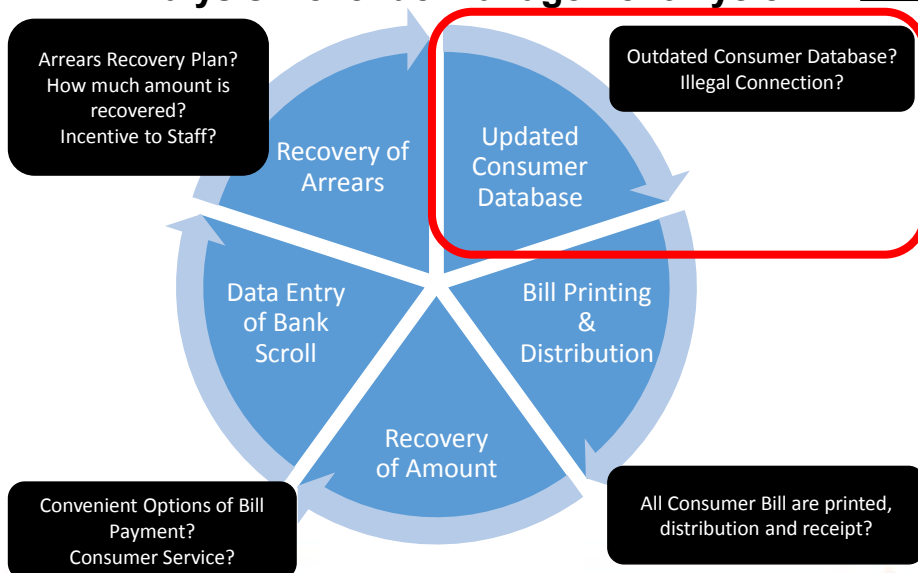 Arrears Recovery Plan?
How much amount is
recovered?
Incentive to Staff?
Outdated Consumer Database?
Illegal Connection?
Recovery of
Arrears
Updated
Consumer
Database
Data Entry
of Bank
Scroll
Bill Printing
&
Distribution
Recovery
of Amount
Convenient Options of Bill
Payment?
Consumer Service?
All Consumer Bill are printed,
distribution and receipt?